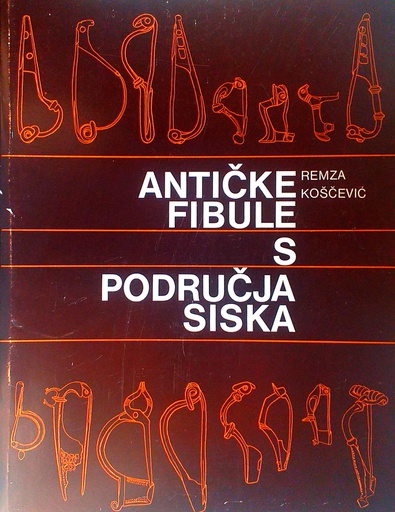 ANTIČKE
FIBULE
S
PODRUČJA
SISKA
REMZA
KOŠČEVIĆ